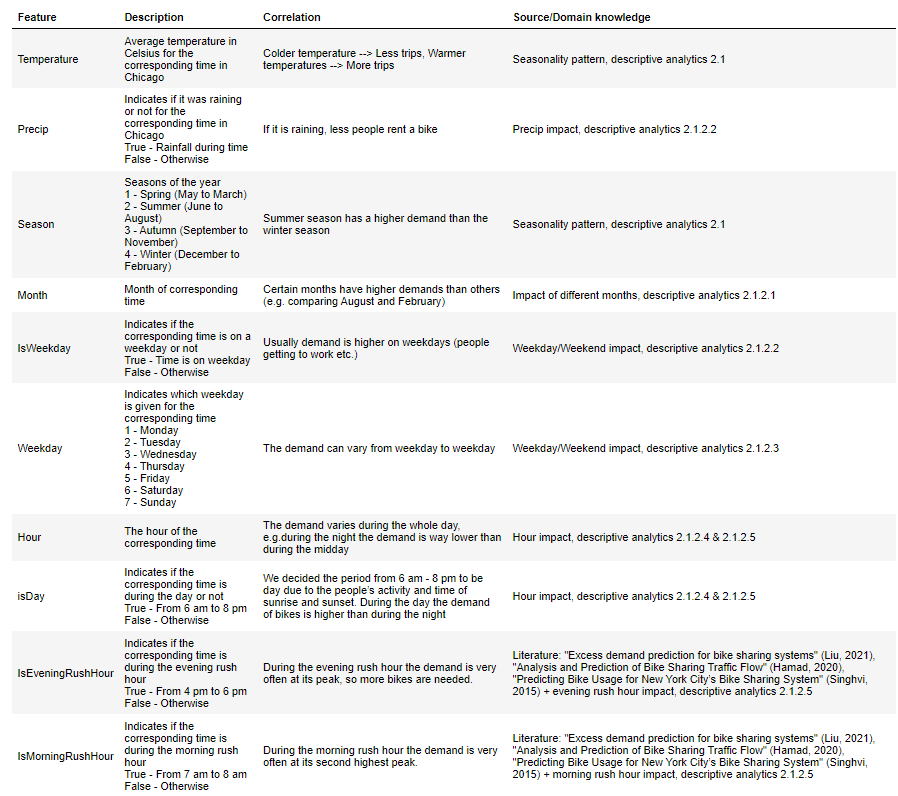 Feature Description Correlation Source/Domain knowledge
Temperature
Average temperature in
Celsius for the
corresponding time in
Chicago
Colder temperature --> Less trips, Warmer
temperatures --> More trips
Seasonality pattern, descriptive analytics 2.1
Precip
Indicates if it was raining
or not for the
corresponding time in
Chicago
True - Rainfall during time
False - Otherwise
If it is raining, less people rent a bike
Precip impact, descriptive analytics 2.1.2.2
Season
Seasons of the year
1 - Spring (May to March)
2 - Summer (June to
August)
3 - Autumn (September to
November)
4 - Winter (December to
February)
Summer season has a higher demand than the
winter season
Seasonality pattern, descriptive analytics 2.1
Month
Month of corresponding
time
Certain months have higher demands than others
(e.g. comparing August and February)
Impact of different months, descriptive analytics 2.1.2.1
IsWeekday
Indicates if the
corresponding time is on a
weekday or not
True - Time is on weekday
False - Otherwise
Usually demand is higher on weekdays (people
getting to work etc.)
Weekday/Weekend impact, descriptive analytics 2.1.2.2
Weekday
Indicates which weekday
is given for the
corresponding time
1 - Monday
2 - Tuesday
3 - Wednesday
4 - Thursday
5 - Friday
6 - Saturday
7 - Sunday
The demand can vary from weekday to weekday
Weekday/Weekend impact, descriptive analytics 2.1.2.3
Hour
The hour of the
corresponding time
The demand varies during the whole day,
e.g.during the night the demand is way lower than
during the midday
Hour impact, descriptive analytics 2.1.2.4 & 2.1.2.5
isDay
Indicates if the
corresponding time is
during the day or not
True - From 6 am to 8 pm
False - Otherwise
We decided the period from 6 am - 8 pm to be
day due to the people's activity and time of
sunrise and sunset. During the day the demand
of bikes is higher than during the night
Hour impact, descriptive analytics 2.1.2.4 & 2.1.2.5
IsEveningRushHour
Indicates if the
corresponding time is
during the evening rush
hour
True - From 4 pm to 6 pm
False - Otherwise
During the evening rush hour the demand is very
often at its peak, so more bikes are needed.
Literature: "Excess demand prediction for bike sharing systems" (Liu, 2021),
"Analysis and Prediction of Bike Sharing Traffic Flow" (Hamad, 2020),
"Predicting Bike Usage for New York City's Bike Sharing System" (Singhvi,
2015) + evening rush hour impact, descriptive analytics 2.1.2.5
IsMorningRushHour
Indicates if the
corresponding time is
during the morning rush
hour
True - From 7 am to 8 am
False - Otherwise
During the morning rush hour the demand is very
often at its second highest peak.
Literature: "Excess demand prediction for bike sharing systems" (Liu, 2021),
"Analysis and Prediction of Bike Sharing Traffic Flow" (Hamad, 2020),
"Predicting Bike Usage for New York City's Bike Sharing System" (Singhvi,
2015) + morning rush hour impact, descriptive analytics 2.1.2.5